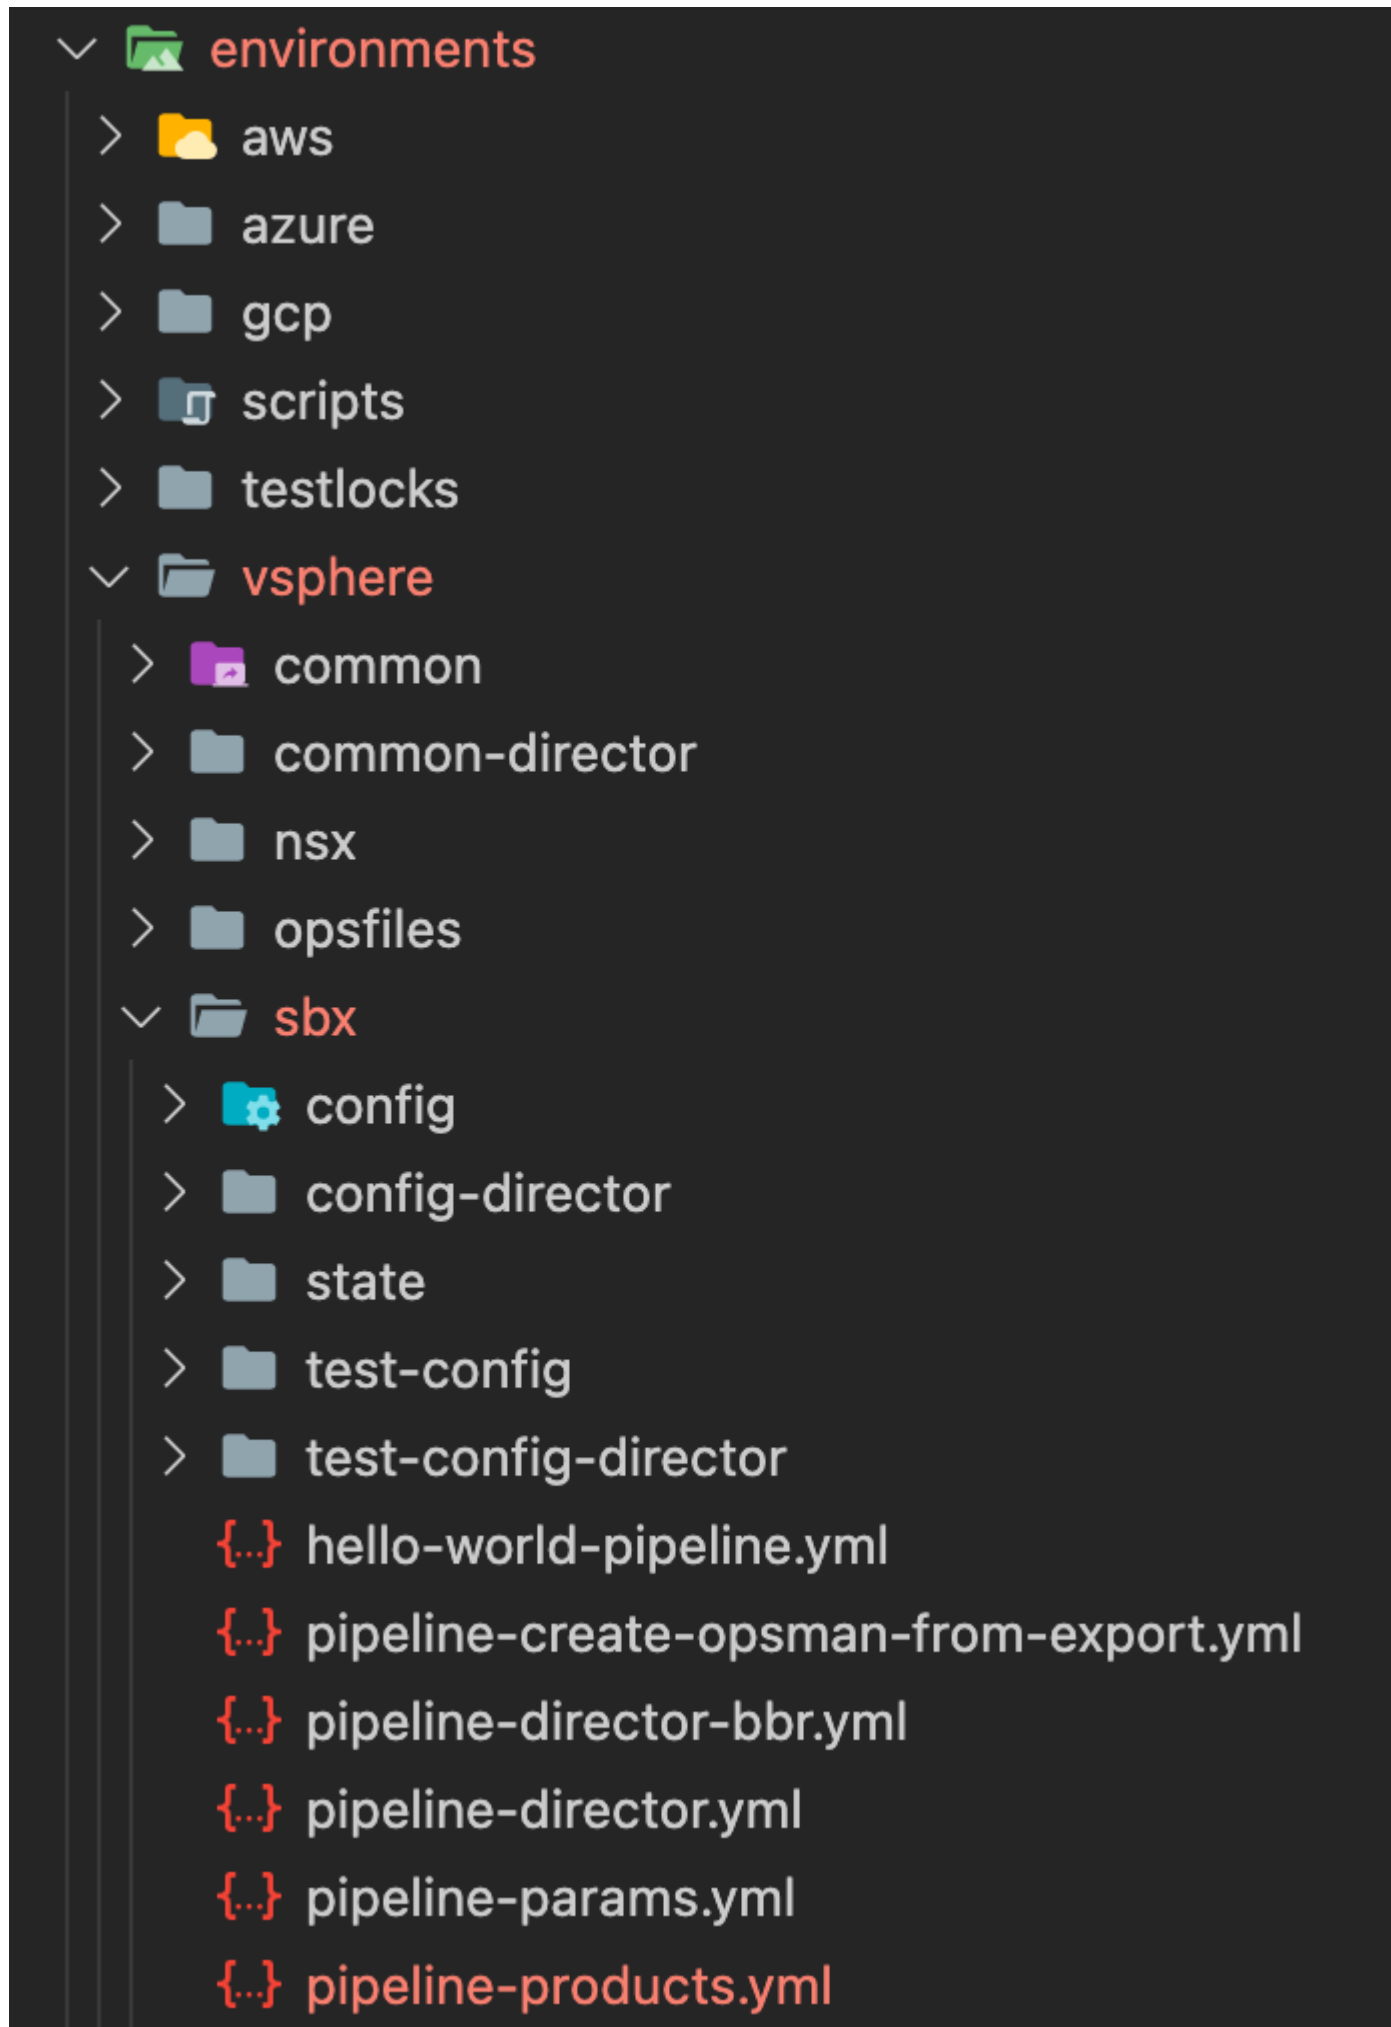 environments
aws
azure
gcp
scripts
testlocks
vsphere
common
common-director
nsx
opsfiles
sbx
config
config-director
state
test-config
test-config-director
{...} hello-world-pipeline.yml
{...} pipeline-create-opsman-from-export.yml
{...} pipeline-director-bbr.yml
{...} pipeline-director.yml
{...} pipeline-params.yml
{...} pipeline-products.yml